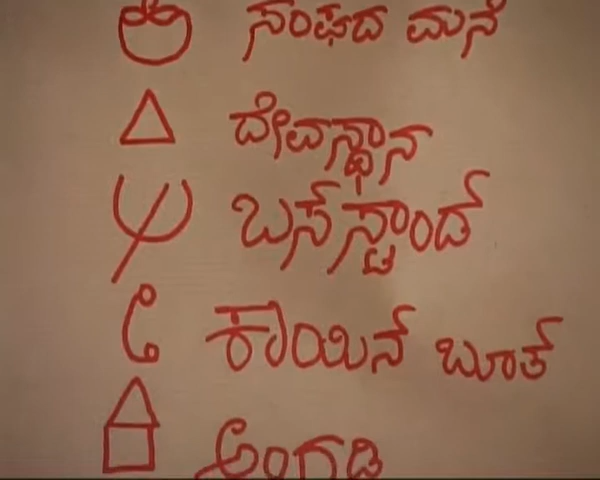 ಸಂಘದ ಮನೆ
ದೇವಸ್ಥಾನ
ಬಸ್ ಸ್ಟಾಂಡ್
ಕಾಯಿನ್ ಬೂತ್
ಅಂಗಡಿ